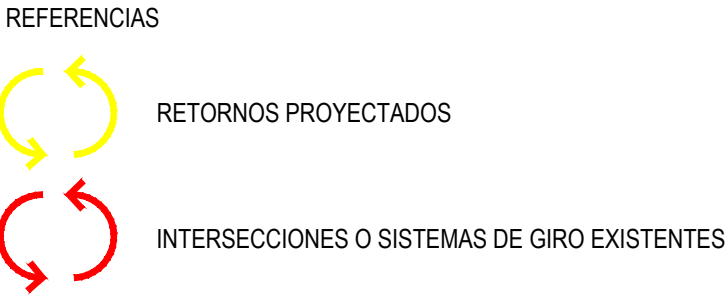 REFERENCIAS
RETORNOS PROYECTADOS
INTERSECCIONES O SISTEMAS DE GIRO EXISTENTES